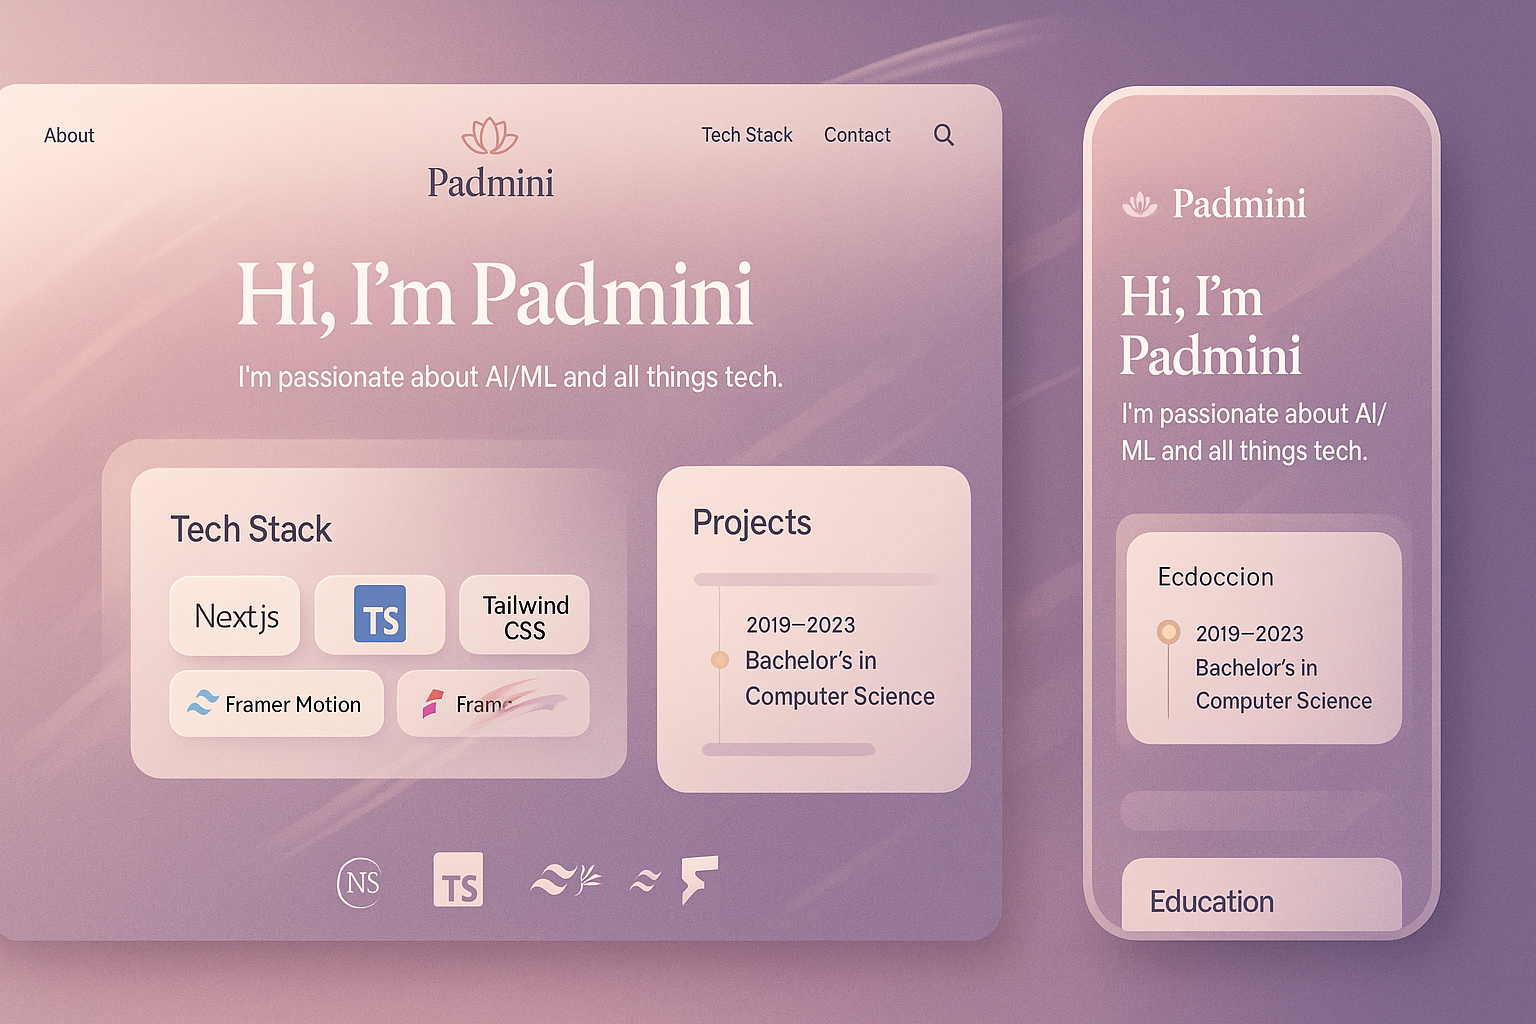 About
Padmini
Tech Stack
Contact
Hi, I'm Padmini
I'm passionate about AI/ML and all things tech.
Tech Stack
Nextjs
TS
Tailwind
CSS
Framer Motion
Frame
Projects
2019–2023
Bachelor's in
Computer Science
NS
TS
Padmini
Hi, I'm
Padmini
I'm passionate about AI/
ML and all things tech.
Ecdoccion
2019–2023
Bachelor's in
Computer Science
Education